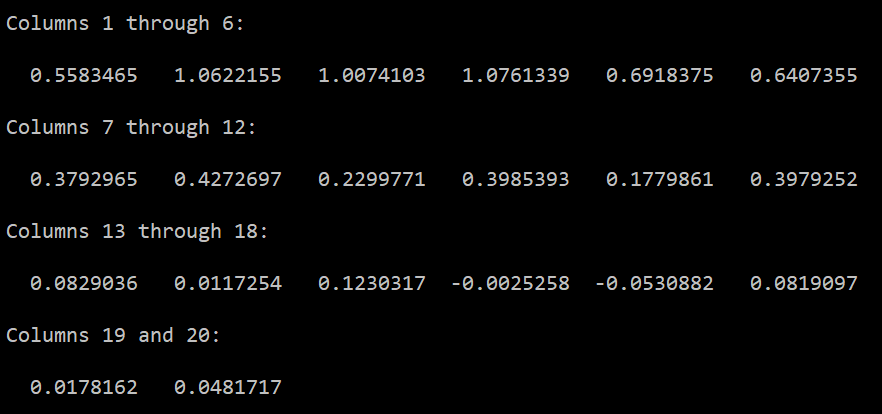 Columns 1 through 6:
0.5583465 1.0622155 1.0074103 1.0761339 0.6918375 0.6407355
Columns 7 through 12:
0.3792965 0.4272697 0.2299771 0.3985393 0.1779861 0.3979252
Columns 13 through 18:
0.0829036 0.0117254 0.1230317 -0.0025258 -0.0530882 0.0819097
Columns 19 and 20:
0.0178162 0.0481717